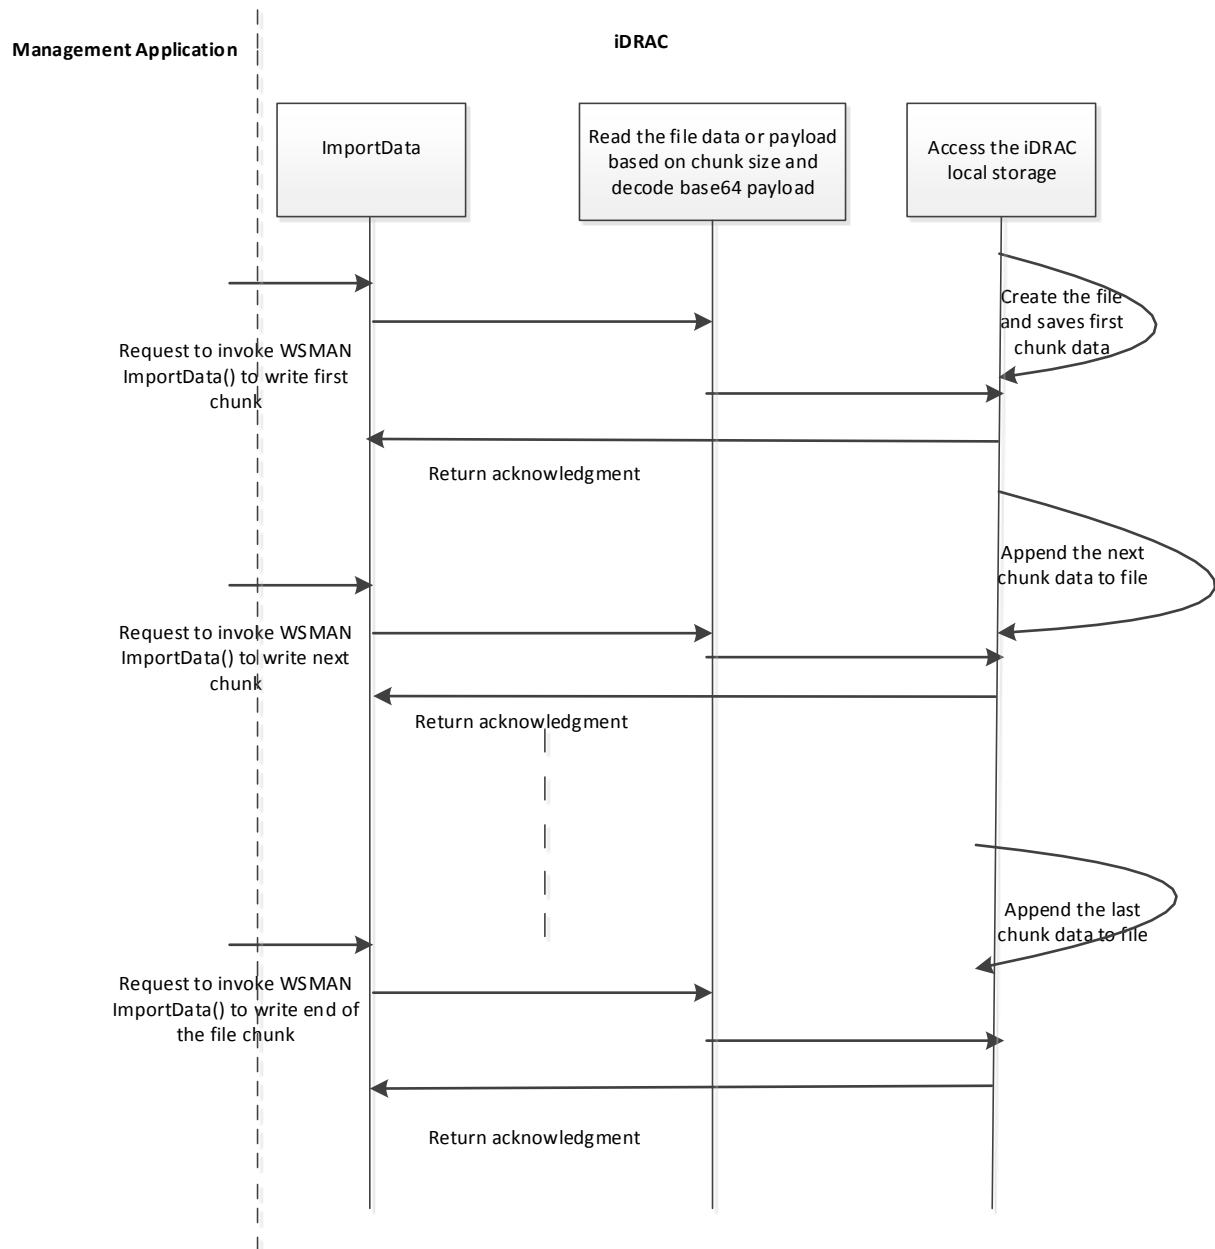 Management Application
iDRAC
ImportData
Read the file data or payload
based on chunk size and
decode base64 payload
Access the iDRAC
local storage
Create the file
and saves first
chunk data
Request to invoke WSMAN
ImportData() to write first
chunk
Return acknowledgment
Append the next
chunk data to file
Request to invoke WSMAN
ImportData() to write next
chunk
Return acknowledgment
Append the last
chunk data to file
Request to invoke WSMAN
ImportData() to write end of
the file chunk
Return acknowledgment